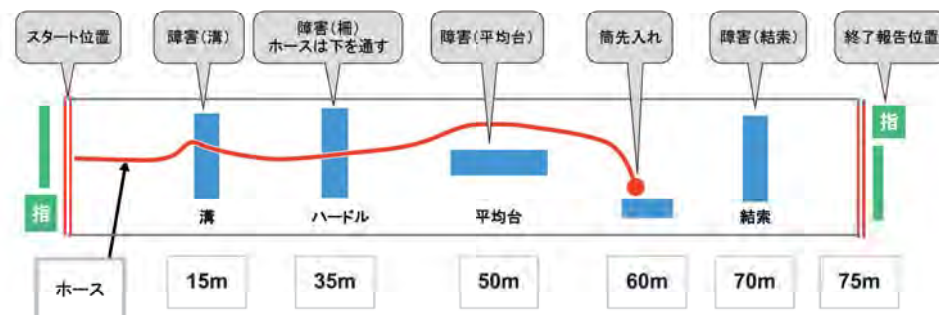 スタート位置
障害(溝)
障害(柵)
ホースは下を通す
障害(平均台)
筒先入れ
障害(結索)
終了報告位置
指
指
溝
ハードル
平均台
結索
ホース
15m
35m
50m
60m
70m
75m